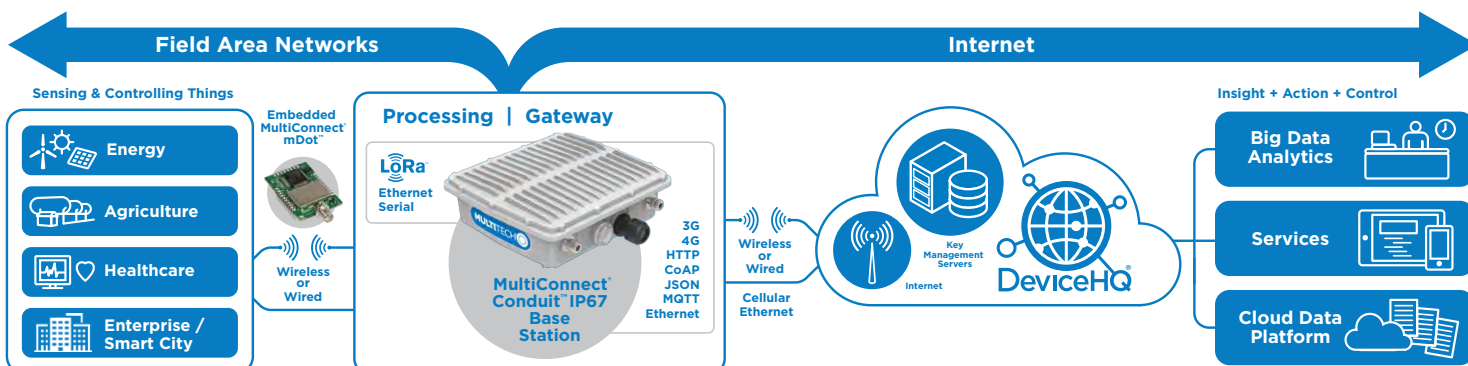 Field Area Networks
Internet
Sensing & Controlling Things
Energy
Agriculture
Healthcare
Enterprise /
Smart City
Embedded
MultiConnect®
mDot™
Wireless
or
Wired
Processing | Gateway
LoRa™
Ethernet
Serial
MULTITECH
MultiConnect®
Conduit™ IP67
Base
Station
3G
4G
HTTP
CoAP
JSON
MQTT
Ethernet
Wireless
or
Wired
Cellular
Ethernet
Internet
Key
Management
Servers
DeviceHQ®
Insight + Action + Control
Big Data
Analytics
Services
Cloud Data
Platform